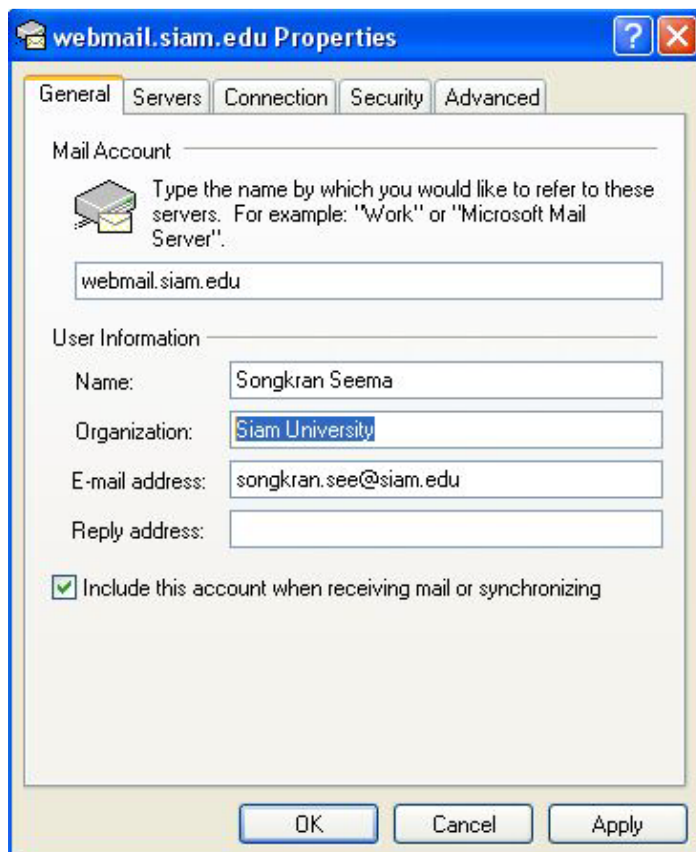 webmail.siam.edu Properties
General Servers Connection Security Advanced
Mail Account
Type the name by which you would like to refer to these
servers. For example: "Work" or "Microsoft Mail
Server".
webmail.siam.edu
User Information
Name: Songkran Seema
Organization: Siam University
E-mail address: songkran.see@siam.edu
Reply address:
Include this account when receiving mail or synchronizing
OK Cancel Apply